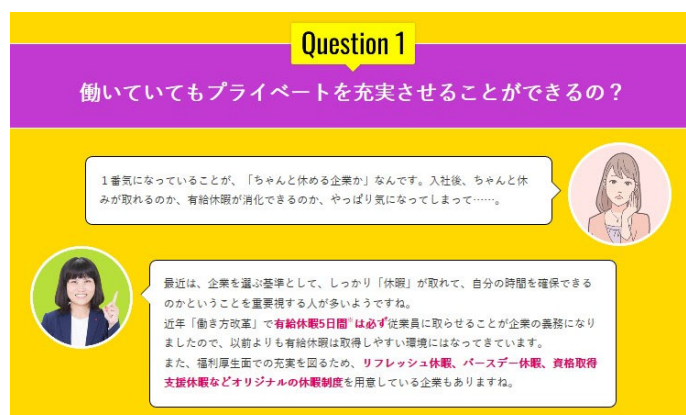 Question 1
働いていてもプライベートを充実させることができるの？
１番気になっていることが、「ちゃんと休める企業か」なんです。入社後、ちゃんと休
みが取れるのか、有給休暇が消化できるのか、やっぱり気になってしまって……。
最近は、企業を選ぶ基準として、しっかり「休暇」が取れて、自分の時間を確保できる
のかということを重要視する人が多いようですね。
近年「働き方改革」で有給休暇5日間※は必ず従業員に取らせることが企業の義務になり
ましたので、以前よりも有給休暇は取得しやすい環境にはなってきています。
また、福利厚生面での充実を図るため、リフレッシュ休暇、バースデー休暇、資格取得
支援休暇などオリジナルの休暇制度を用意している企業もありますね。